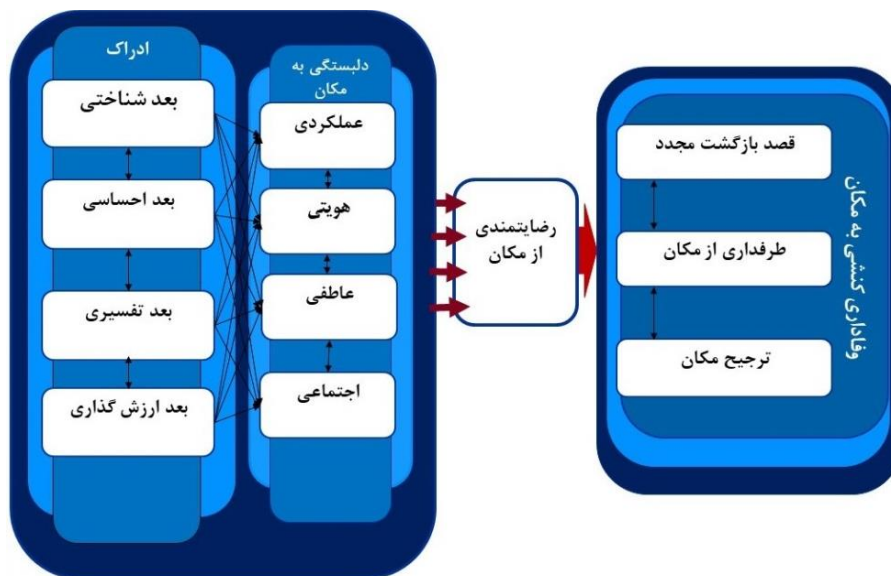 ادراک
بعد شناختی
بعد احساسی
بعد تفسیری
بعد ارزش گذاری
دلبستگی به
مکان
عملکردی
هویتی
عاطفی
اجتماعی
رضایتمندی
از مکان
قصد بازگشت مجدد
طرفداری از مکان
ترجیح مکان
وفاداری کنشی به مکان